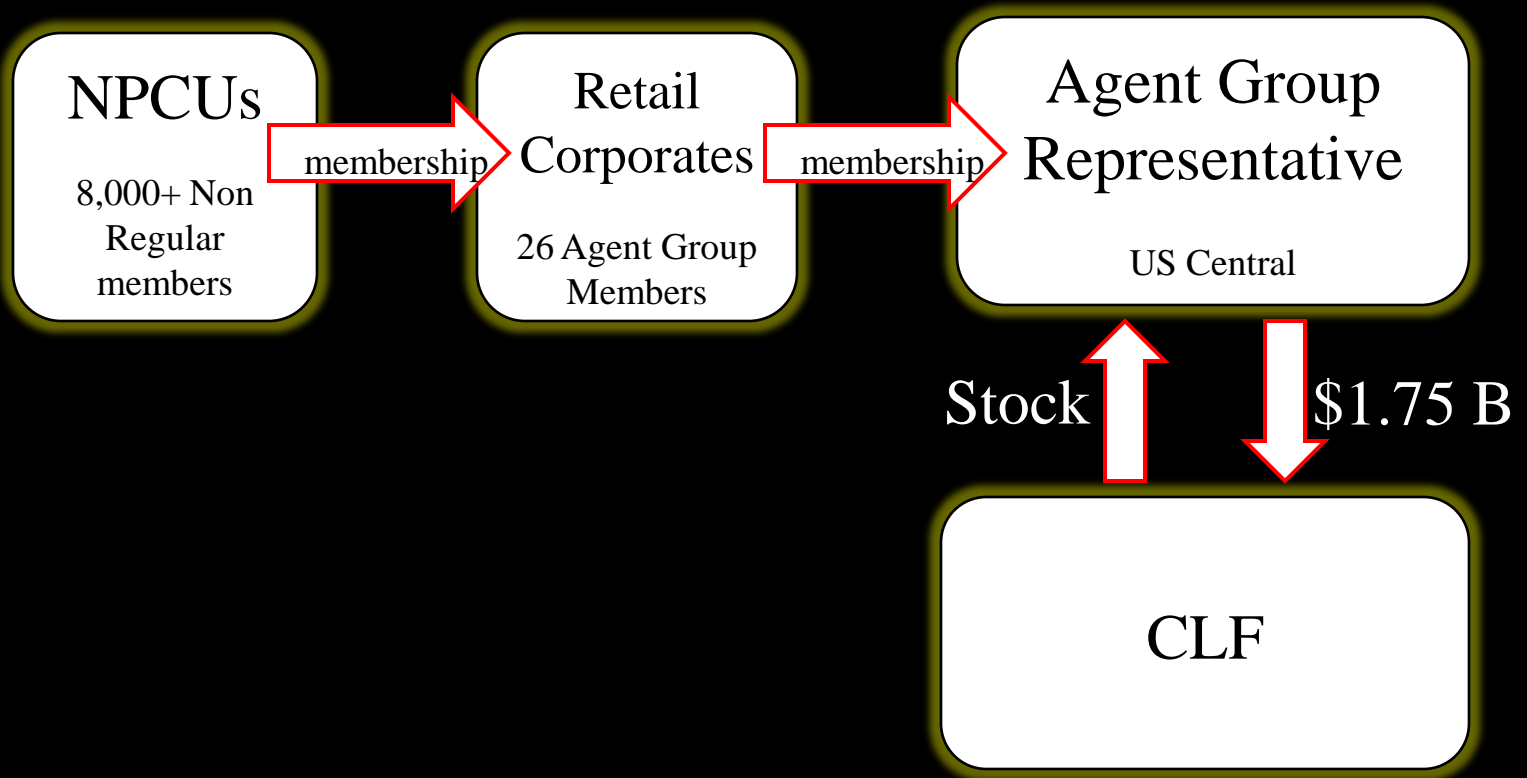 NPCUs
8,000+ Non
Regular
members
membership
Retail
Corporates
26 Agent Group
Members
membership
Agent Group
Representative
US Central
Stock
$1.75 B
CLF